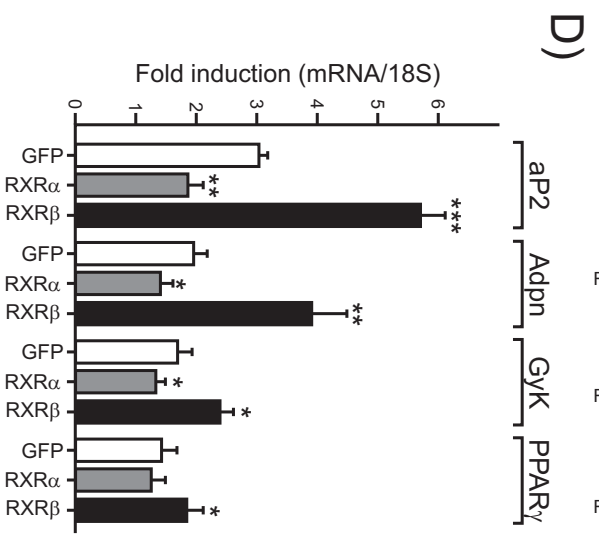 D)
Fold induction (mRNA/18S)
0 1 2 3 4 5 6
GFP
RXRα **
RXRβ ***
aP2
GFP
RXRα *
RXRβ **
Adpn
GFP
RXRα *
RXRβ *
GyK
GFP
RXRα
RXRβ *
PPARγ
F
F
F